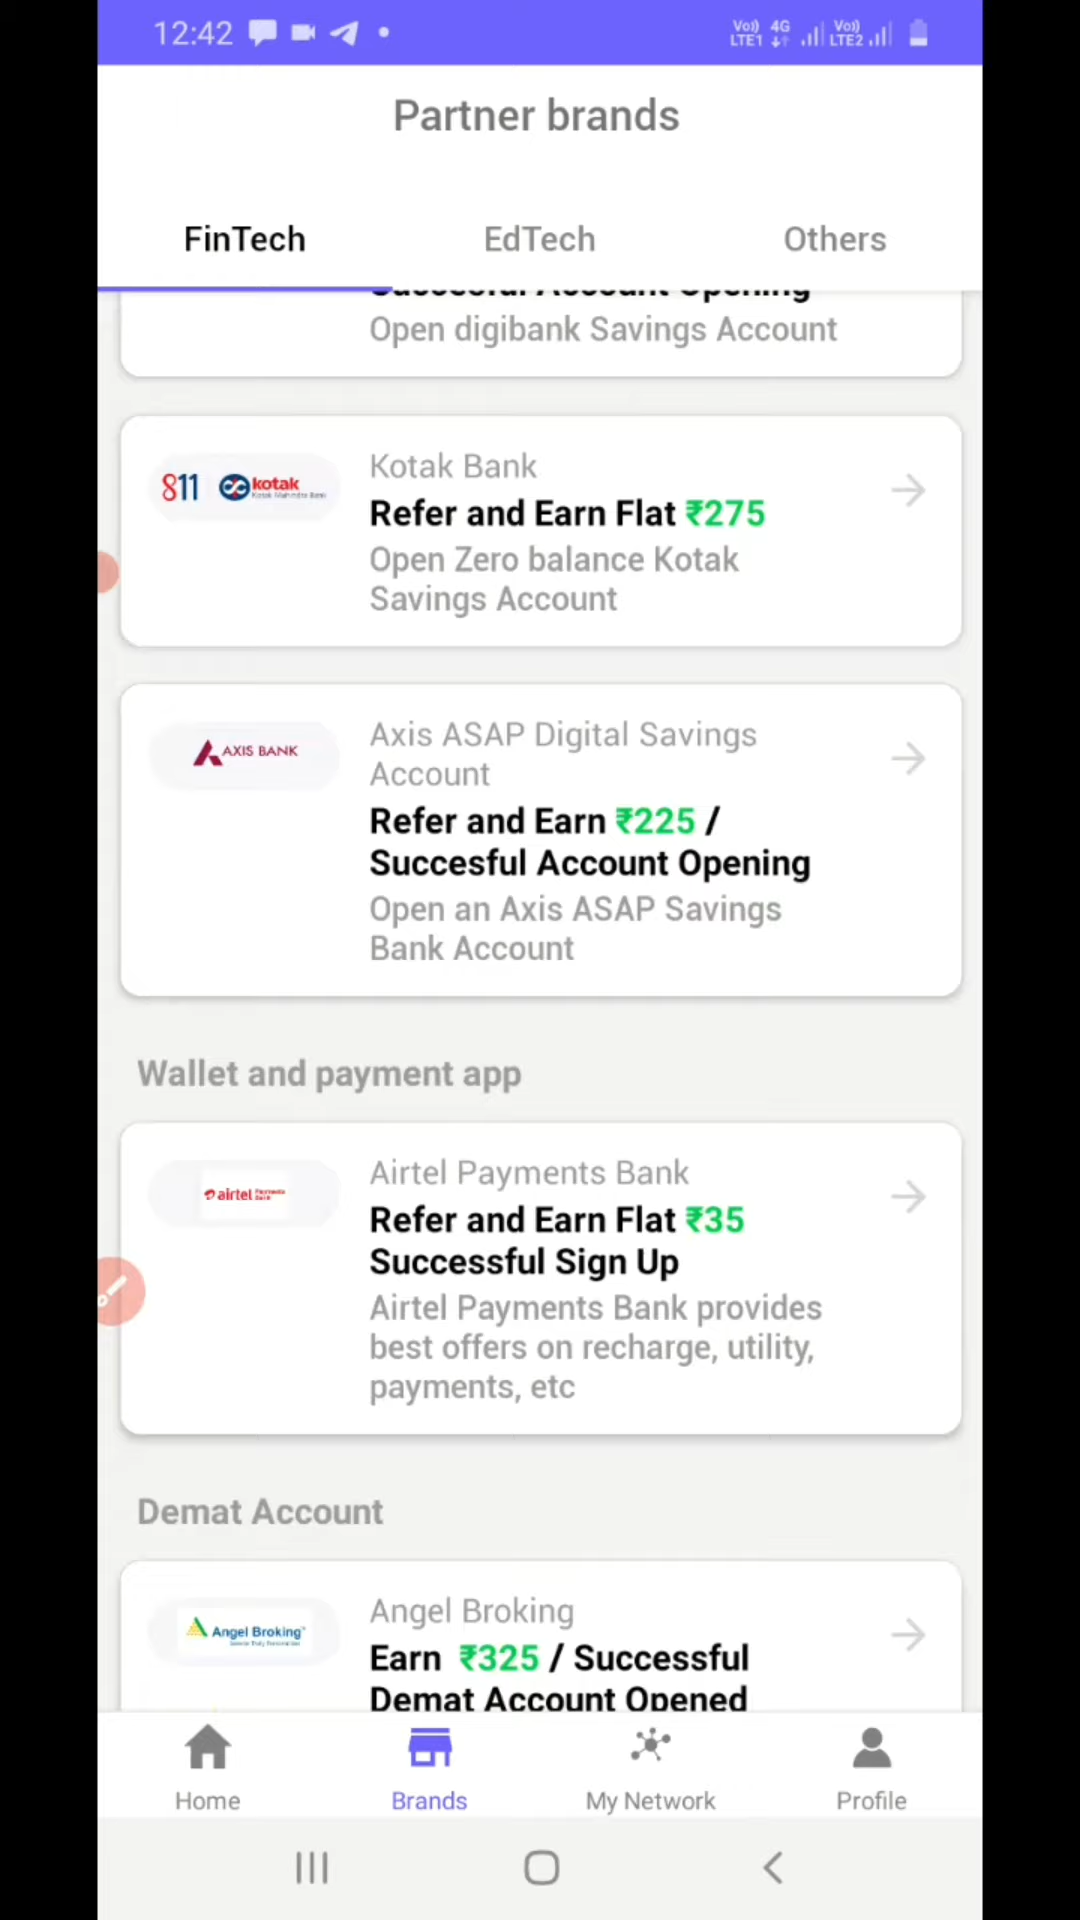 12:42
Vo)) 4G Vo))
LTE1 LTE2
Partner brands
FinTech EdTech Others
Successful Account Opening
Open digibank Savings Account
811 kotak
Kotak Mahindra Bank
Kotak Bank
Refer and Earn Flat ₹275
Open Zero balance Kotak
Savings Account
AXIS BANK
Axis ASAP Digital Savings
Account
Refer and Earn ₹225 /
Succesful Account Opening
Open an Axis ASAP Savings
Bank Account
Wallet and payment app
airtel Payments
Bank
Airtel Payments Bank
Refer and Earn Flat ₹35
Successful Sign Up
Airtel Payments Bank provides
best offers on recharge, utility,
payments, etc
Demat Account
Angel Broking
Angel Broking
Earn ₹325 / Successful
Demat Account Opened
Home Brands My Network Profile